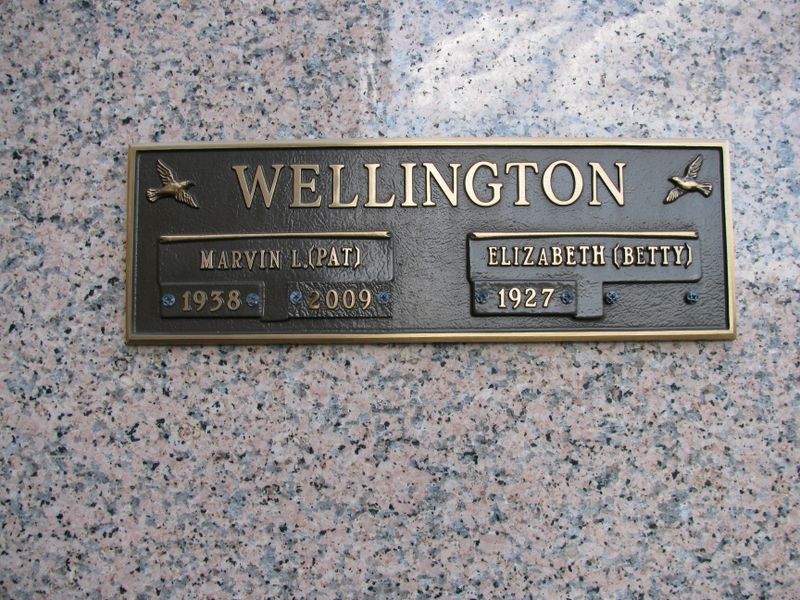 WELLINGTON
MARVIN L.(PAT)
1938 2009
ELIZABETH (BETTY)
1927